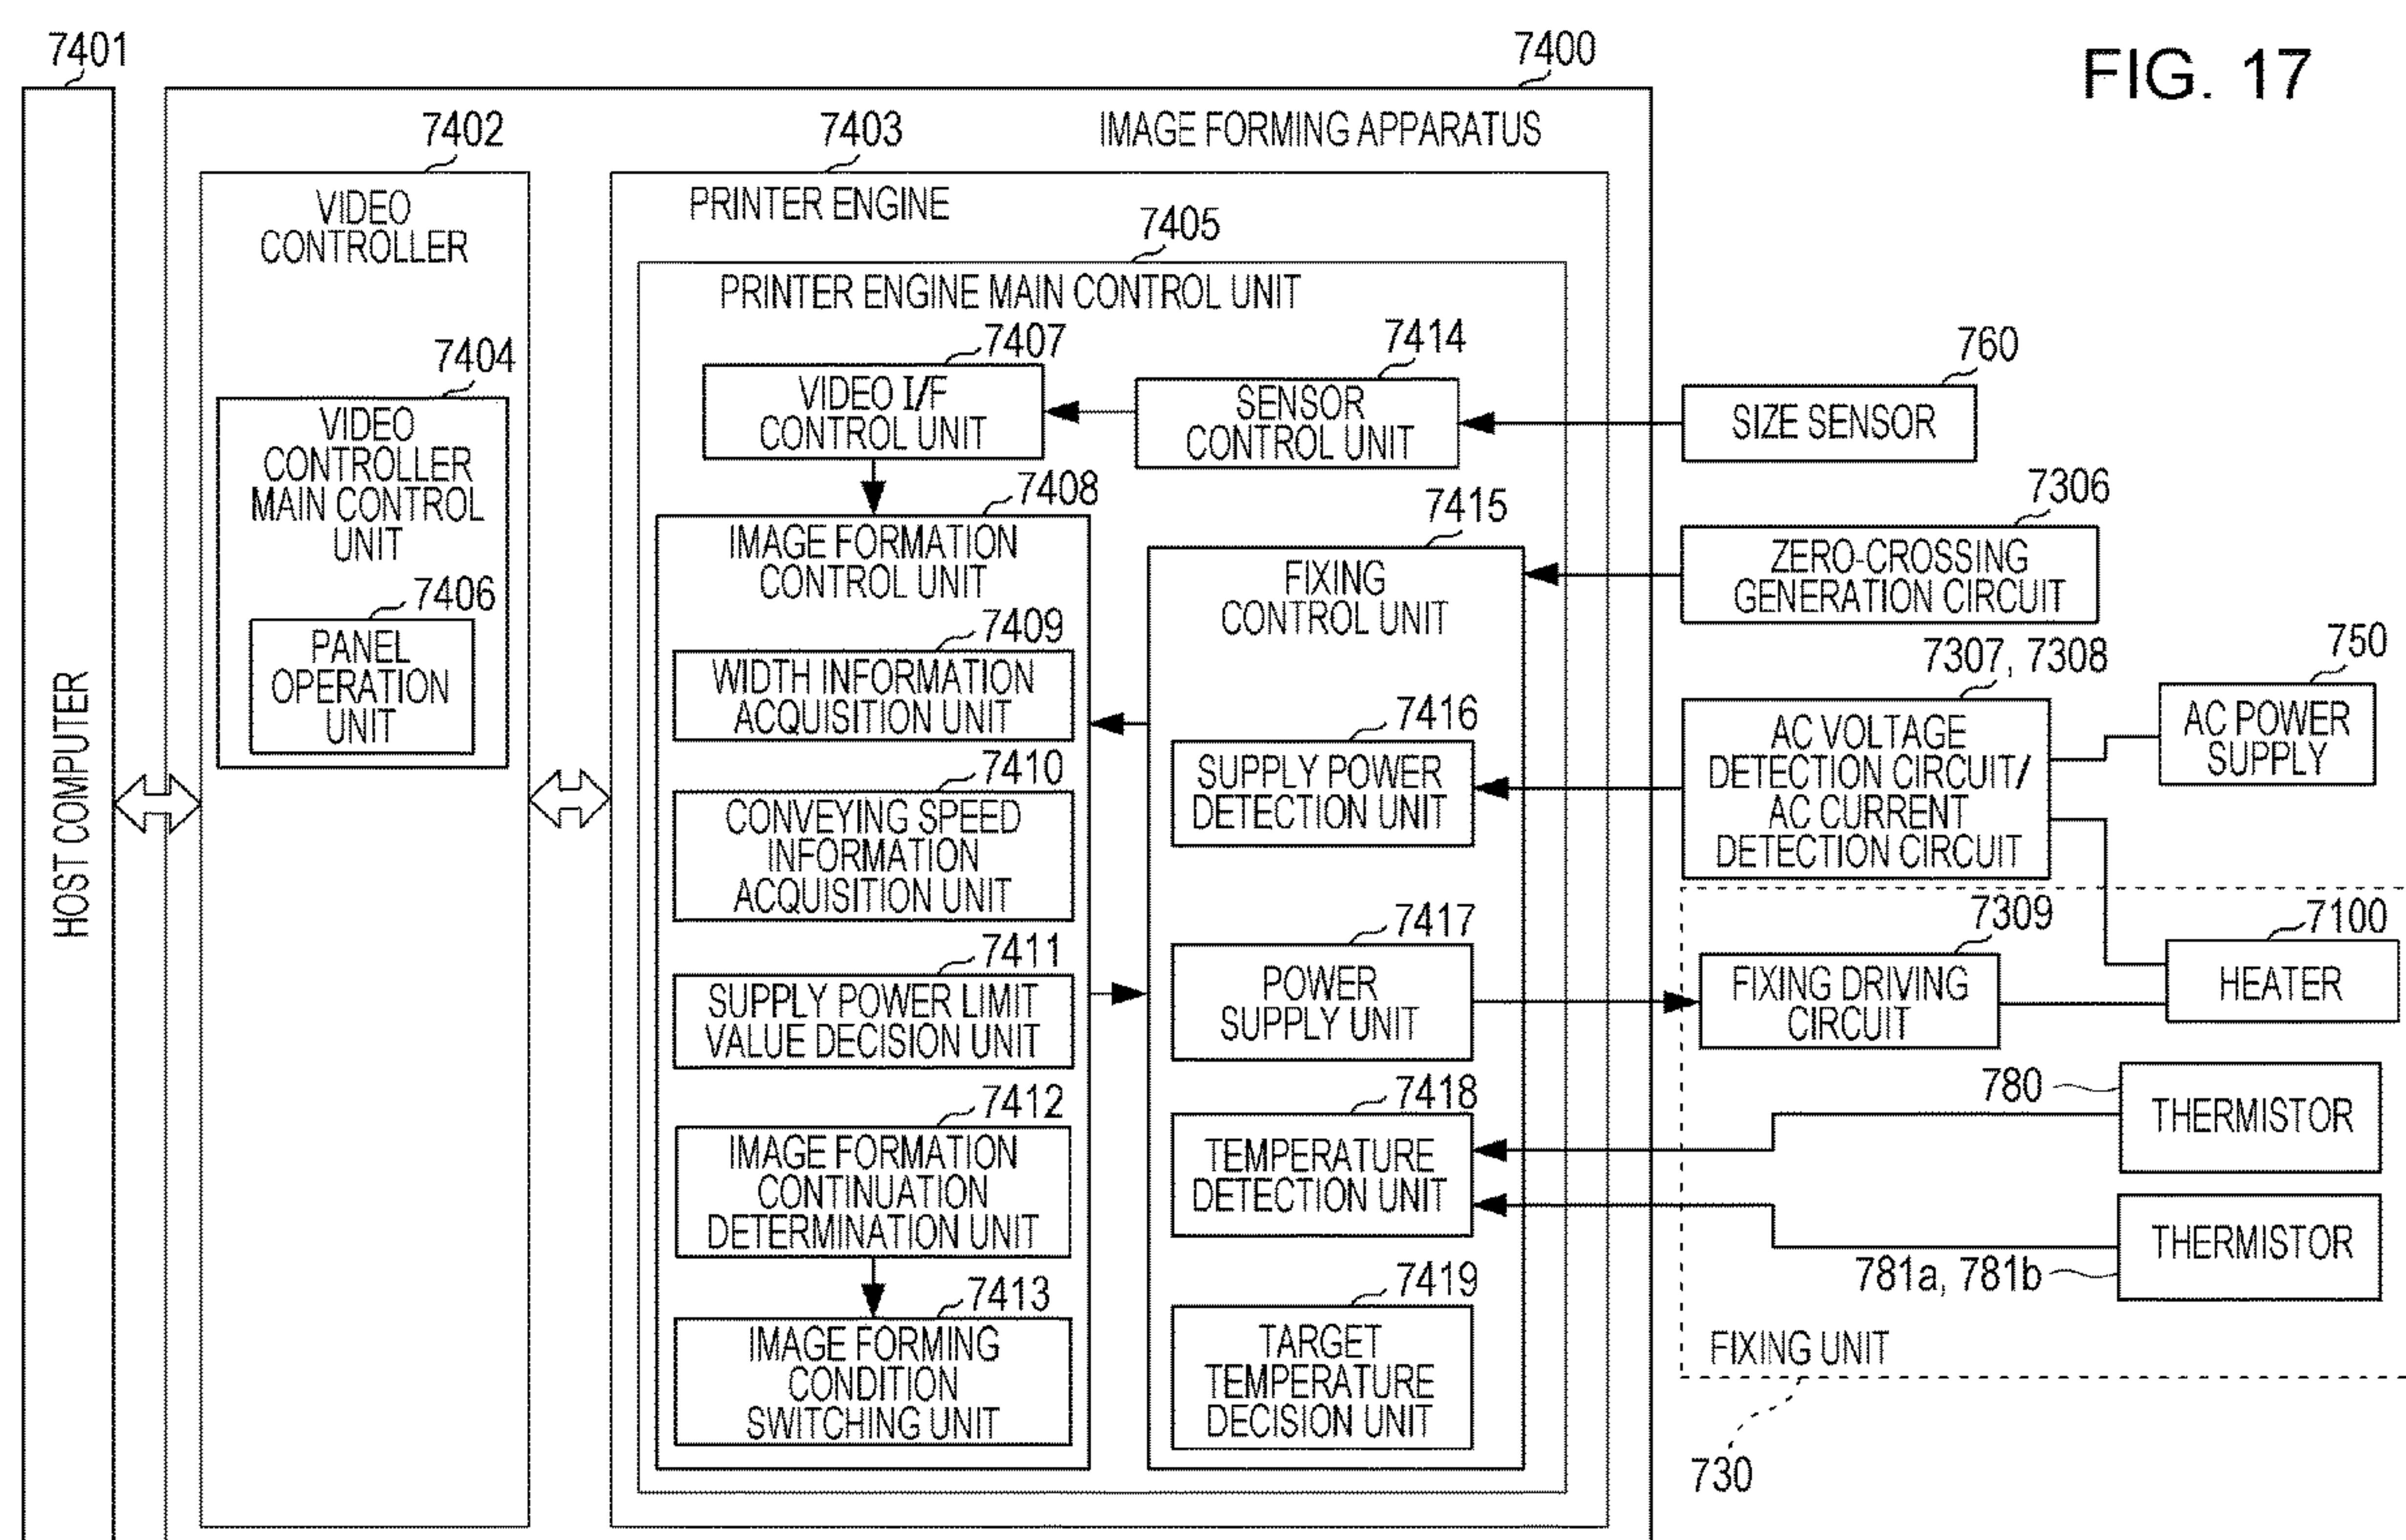 FIG. 17
7401
HOST COMPUTER
7400
IMAGE FORMING APPARATUS
7402
VIDEO
CONTROLLER
7404
VIDEO
CONTROLLER
MAIN CONTROL
UNIT
7406
PANEL
OPERATION
UNIT
7403
PRINTER ENGINE
7405
PRINTER ENGINE MAIN CONTROL UNIT
7407
VIDEO I/F
CONTROL UNIT
7414
SENSOR
CONTROL UNIT
7408
IMAGE FORMATION
CONTROL UNIT
7409
WIDTH INFORMATION
ACQUISITION UNIT
7410
CONVEYING SPEED
INFORMATION
ACQUISITION UNIT
7411
SUPPLY POWER LIMIT
VALUE DECISION UNIT
7412
IMAGE FORMATION
CONTINUATION
DETERMINATION UNIT
7413
IMAGE FORMING
CONDITION
SWITCHING UNIT
7415
FIXING
CONTROL UNIT
7416
SUPPLY POWER
DETECTION UNIT
7417
POWER
SUPPLY UNIT
7418
TEMPERATURE
DETECTION UNIT
7419
TARGET
TEMPERATURE
DECISION UNIT
760
SIZE SENSOR
7306
ZERO-CROSSING
GENERATION CIRCUIT
7307, 7308
AC VOLTAGE
DETECTION CIRCUIT/
AC CURRENT
DETECTION CIRCUIT
750
AC POWER
SUPPLY
7309
FIXING DRIVING
CIRCUIT
7100
HEATER
780
THERMISTOR
781a, 781b
THERMISTOR
FIXING UNIT
730